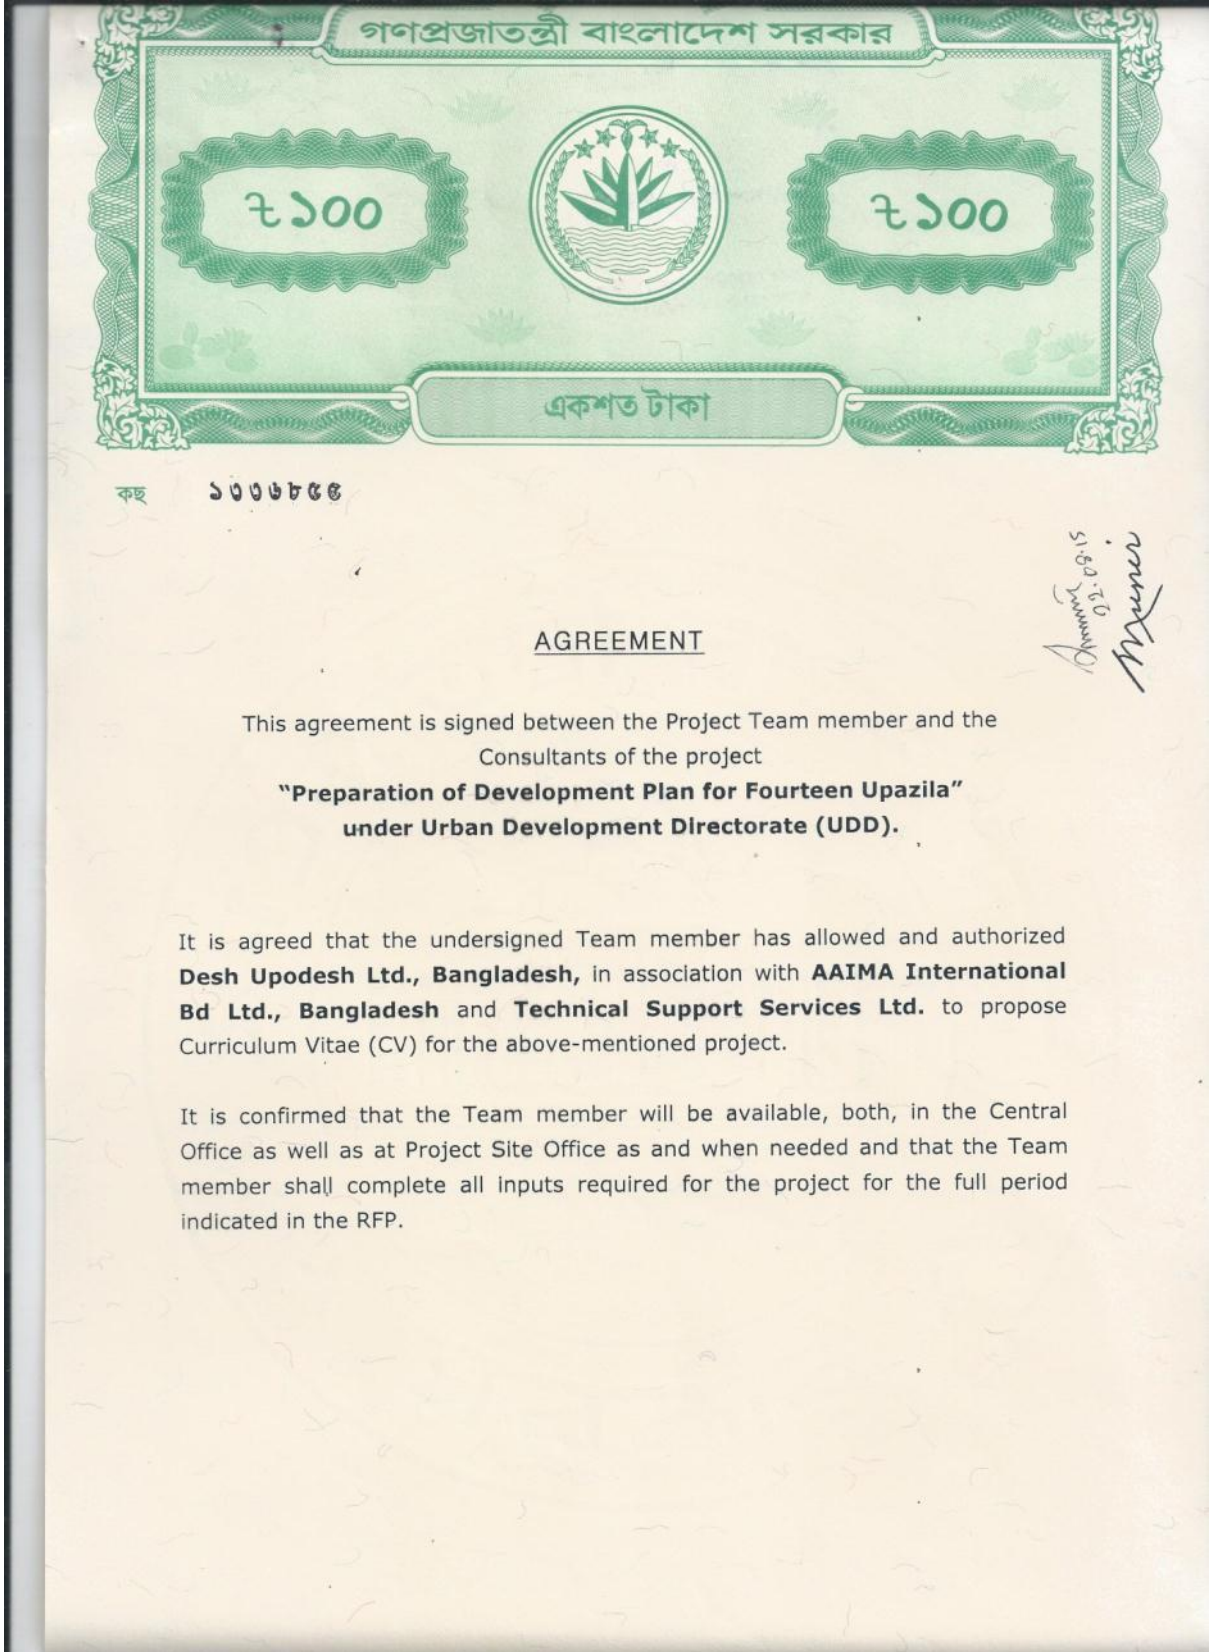 গণপ্রজাতন্ত্রী বাংলাদেশ সরকার
৳১০০
৳১০০
একশত টাকা
কছ ১৩৩৬৮৫৫
22.09.15
AGREEMENT
This agreement is signed between the Project Team member and the
Consultants of the project
“Preparation of Development Plan for Fourteen Upazila”
under Urban Development Directorate (UDD).
It is agreed that the undersigned Team member has allowed and authorized
Desh Upodesh Ltd., Bangladesh, in association with AAIMA International
Bd Ltd., Bangladesh and Technical Support Services Ltd. to propose
Curriculum Vitae (CV) for the above-mentioned project.
It is confirmed that the Team member will be available, both, in the Central
Office as well as at Project Site Office as and when needed and that the Team
member shall complete all inputs required for the project for the full period
indicated in the RFP.